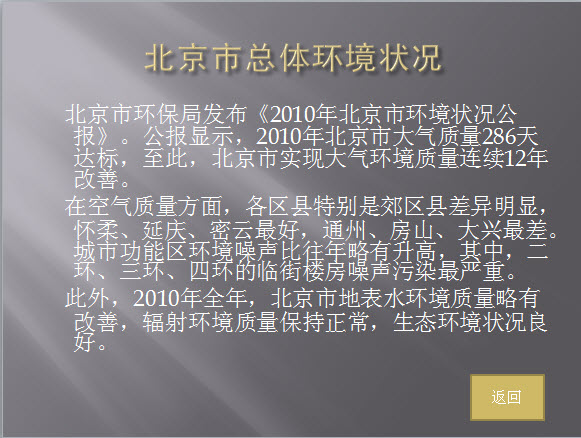 北京市总体环境状况
北京市环保局发布《2010年北京市环境状况公
报》。公报显示，2010年北京市大气质量286天
达标，至此，北京市实现大气环境质量连续12年
改善。
在空气质量方面，各区县特别是郊区县差异明显，
怀柔、延庆、密云最好，通州、房山、大兴最差。
城市功能区环境噪声比往年略有升高，其中，二
环、三环、四环的临街楼房噪声污染最严重。
此外，2010年全年，北京市地表水环境质量略有
改善，辐射环境质量保持正常，生态环境状况良
好。
返回